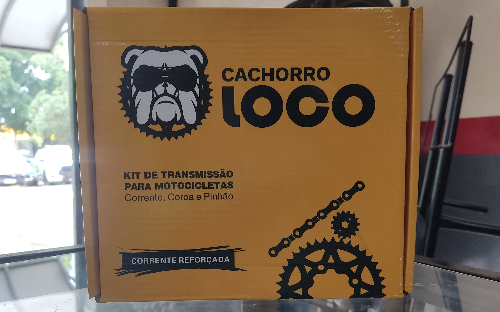 CACHORRO
LOCO
KIT DE TRANSMISSÃO
PARA MOTOCICLETAS
Corrente, Coroa e Pinhão
CORRENTE REFORÇADA